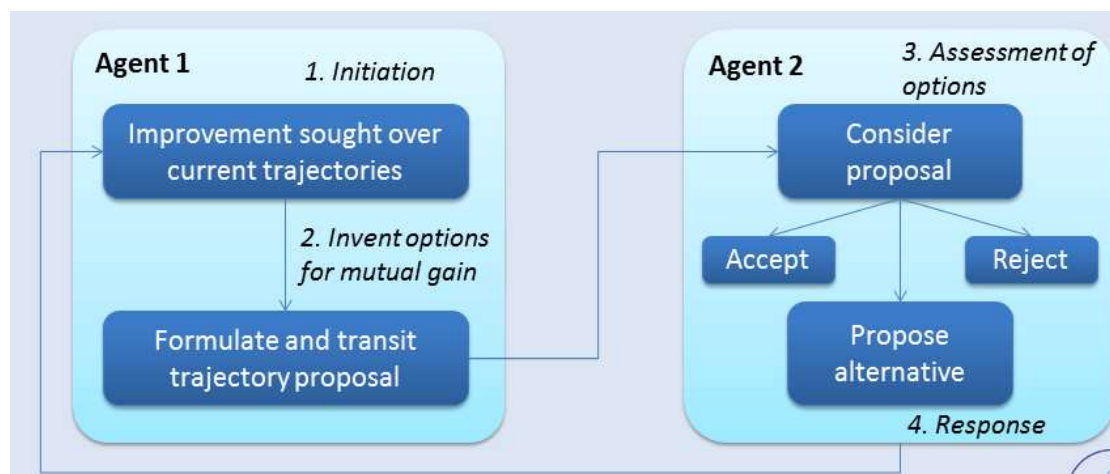 Agent 1
1. Initiation
Improvement sought over
current trajectories
2. Invent options
for mutual gain
Formulate and transit
trajectory proposal
Agent 2
3. Assessment of
options
Consider
proposal
Accept
Reject
Propose
alternative
4. Response